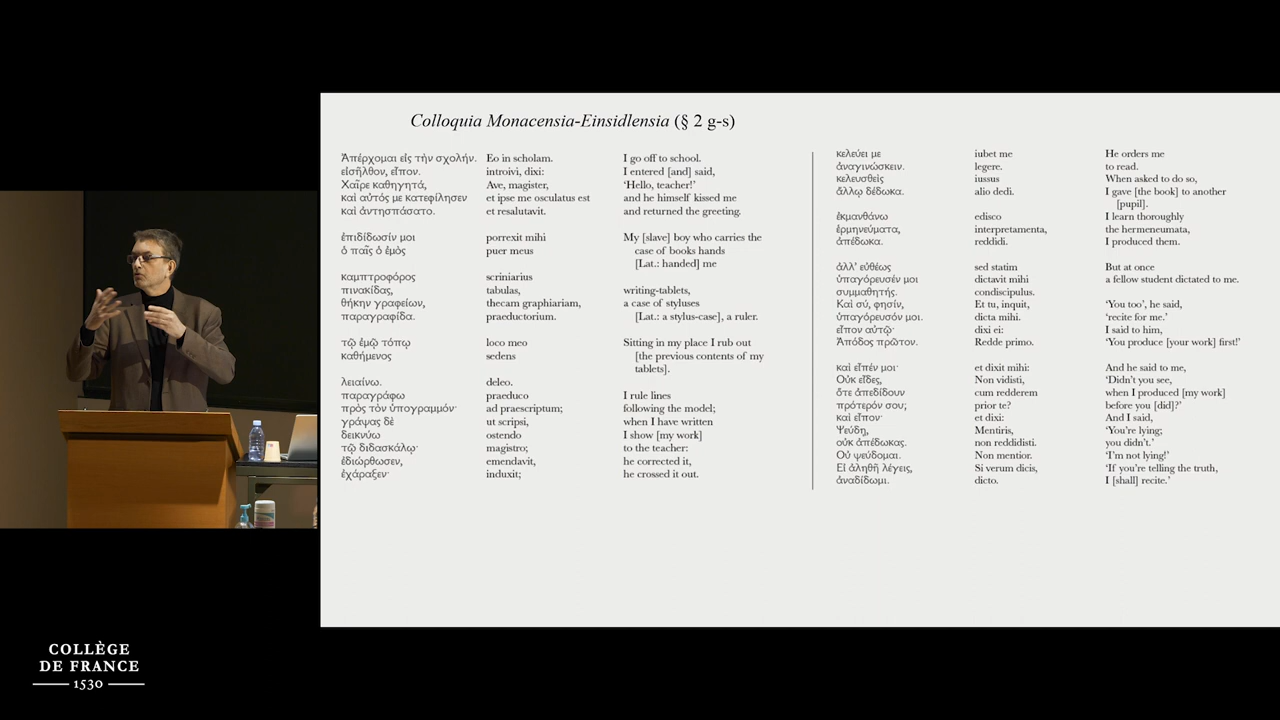 Colloquia Monacensia-Einsidlensia (§ 2 g-s)
Ἀπέρχομαι εἰς τὴν σχολήν. Eo in scholam. I go off to school.
εἰσῆλθον, εἶπον. introivi, dixi: I entered [and] said,
Χαῖρε καθηγητά, Ave, magister, ‘Hello, teacher!’
καὶ αὐτός με κατεφίλησεν et ipse me osculatus est and he himself kissed me
καὶ ἀντησπάσατο. et resalutavit. and returned the greeting.
ἐπιδίδωσίν μοι porrexit mihi My [slave] boy who carries the
ὁ παῖς ὁ ἐμὸς puer meus case of books hands
[Lat.: handed] me
καμπτροφόρος scriniarius
πινακίδας, tabulas, writing-tablets,
θήκην γραφείων, thecam graphiariam, a case of styluses
παραγραφίδα. praeductorium. [Lat.: a stylus-case], a ruler.
τῷ ἐμῷ τόπῳ loco meo Sitting in my place I rub out
καθήμενος sedens [the previous contents of my
tablets].
λειαίνω. deleo.
παραγράφω praeduco I rule lines
πρὸς τὸν ὑπογραμμόν· ad praescriptum; following the model;
γράψας δὲ ut scripsi, when I have written
δεικνύω ostendo I show [my work]
τῷ διδασκάλῳ· magistro; to the teacher:
ἐδιώρθωσεν, emendavit, he corrected it,
ἐχάραξεν· induxit; he crossed it out.
κελεύει με iubet me He orders me
ἀναγινώσκειν. legere. to read.
κελευσθεὶς iussus When asked to do so,
ἄλλῳ δέδωκα. alio dedi. I gave [the book] to another
[pupil].
ἐκμανθάνω edisco I learn thoroughly
ἑρμηνεύματα, interpretamenta, the hermeneumata,
ἀπέδωκα. reddidi. I produced them.
ἀλλ’ εὐθέως sed statim But at once
ὑπαγόρευσέν μοι dictavit mihi a fellow student dictated to me.
συμμαθητής. condiscipulus.
Καὶ σύ, φησίν, Et tu, inquit, ‘You too’, he said,
ὑπαγόρευσόν μοι. dicta mihi. ‘recite for me.’
εἶπον αὐτῷ· dixi ei: I said to him,
Ἀπόδος πρῶτον. Redde primo. ‘You produce [your work] first!’
καὶ εἶπέν μοι· et dixit mihi: And he said to me,
Οὐκ εἶδες, Non vidisti, ‘Didn’t you see,
ὅτε ἀπεδίδουν cum redderem when I produced [my work]
πρότερόν σου; prior te? before you [did]?’
καὶ εἶπον· et dixi: And I said,
Ψεύδῃ, Mentiris, ‘You’re lying;
οὐκ ἀπέδωκας. non reddidisti. you didn’t.’
Οὐ ψεύδομαι. Non mentior. ‘I’m not lying!’
Εἰ ἀληθῆ λέγεις, Si verum dicis, ‘If you’re telling the truth,
ἀναδίδωμι. dicto. I [shall] recite.’
COLLÈGE
DE FRANCE
1530